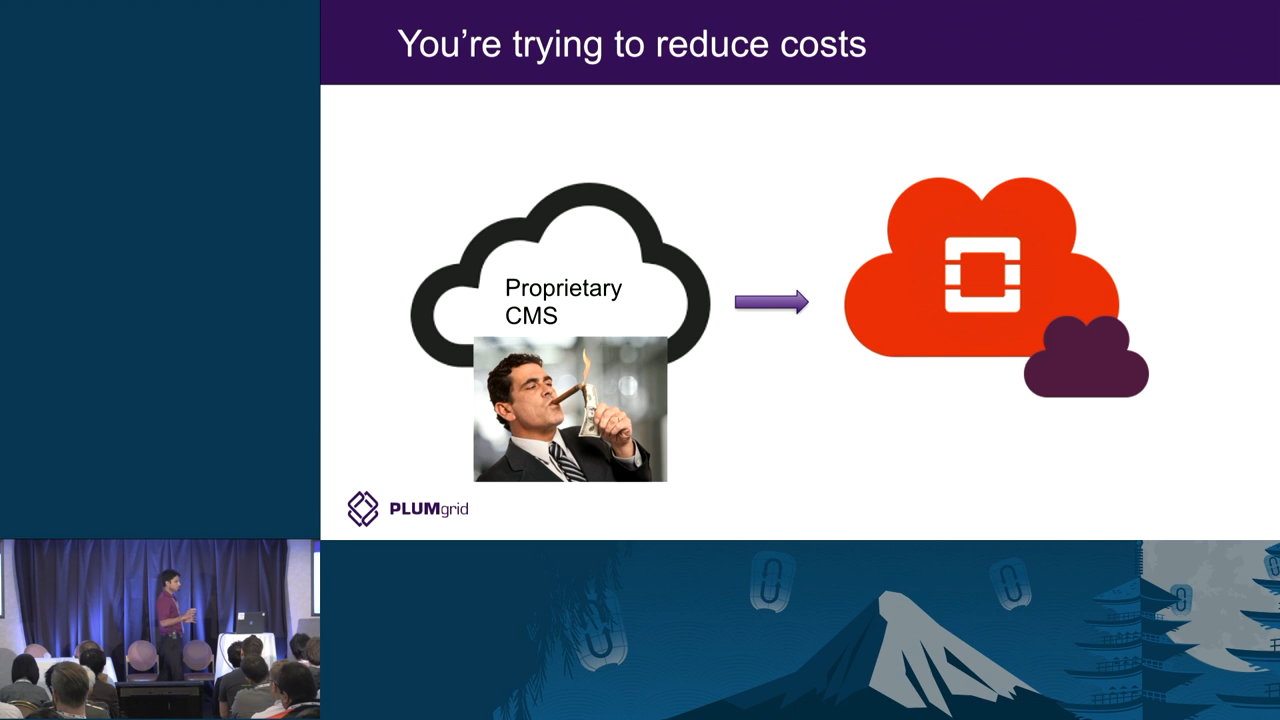 You’re trying to reduce costs
Proprietary
CMS
PLUMgrid